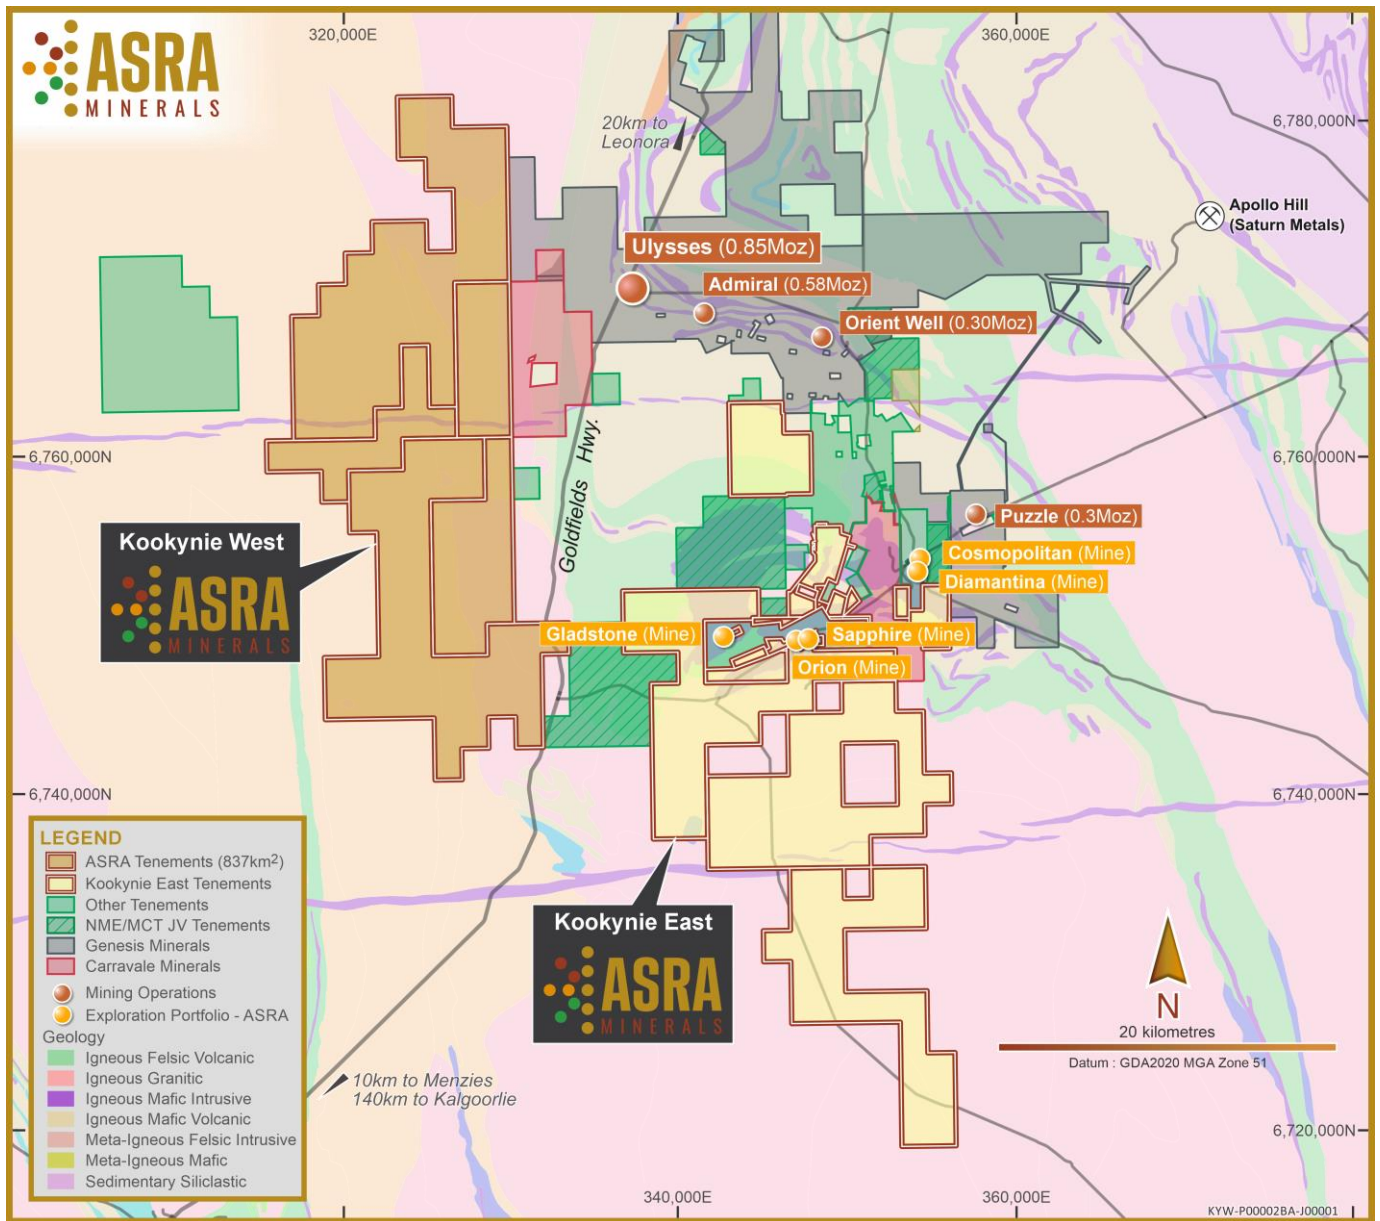 ASRA
MINERALS
320,000E
360,000E
6,780,000N
20km to
Leonora
Apollo Hill
(Saturn Metals)
Ulysses (0.85Moz)
Admiral (0.58Moz)
Orient Well (0.30Moz)
Goldfields Hwy.
6,760,000N
6,760,000N
Puzzle (0.3Moz)
Kookynie West
ASRA
MINERALS
Cosmopolitan (Mine)
Diamantina (Mine)
Gladstone (Mine)
Sapphire (Mine)
Orion (Mine)
6,740,000N
6,740,000N
LEGEND
ASRA Tenements (837km²)
Kookynie East Tenements
Other Tenements
NME/MCT JV Tenements
Genesis Minerals
Carravale Minerals
Mining Operations
Exploration Portfolio - ASRA
Geology
Igneous Felsic Volcanic
Igneous Granitic
Igneous Mafic Intrusive
Igneous Mafic Volcanic
Meta-Igneous Felsic Intrusive
Meta-Igneous Mafic
Sedimentary Siliclastic
Kookynie East
ASRA
MINERALS
N
20 kilometres
Datum : GDA2020 MGA Zone 51
10km to Menzies
140km to Kalgoorlie
6,720,000N
340,000E
360,000E
KYW-P00002BA-J00001